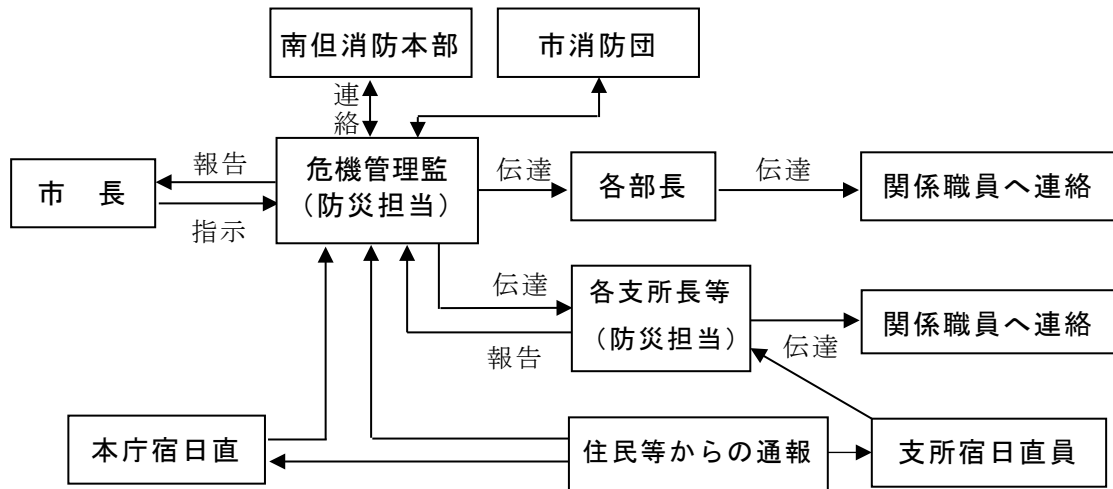 南但消防本部
市消防団
連絡
報告
危機管理監
（防災担当）
伝達
各部長
伝達
関係職員へ連絡
市　長
指示
伝達
各支所長等
（防災担当）
関係職員へ連絡
報告
伝達
本庁宿日直
住民等からの通報
支所宿日直員